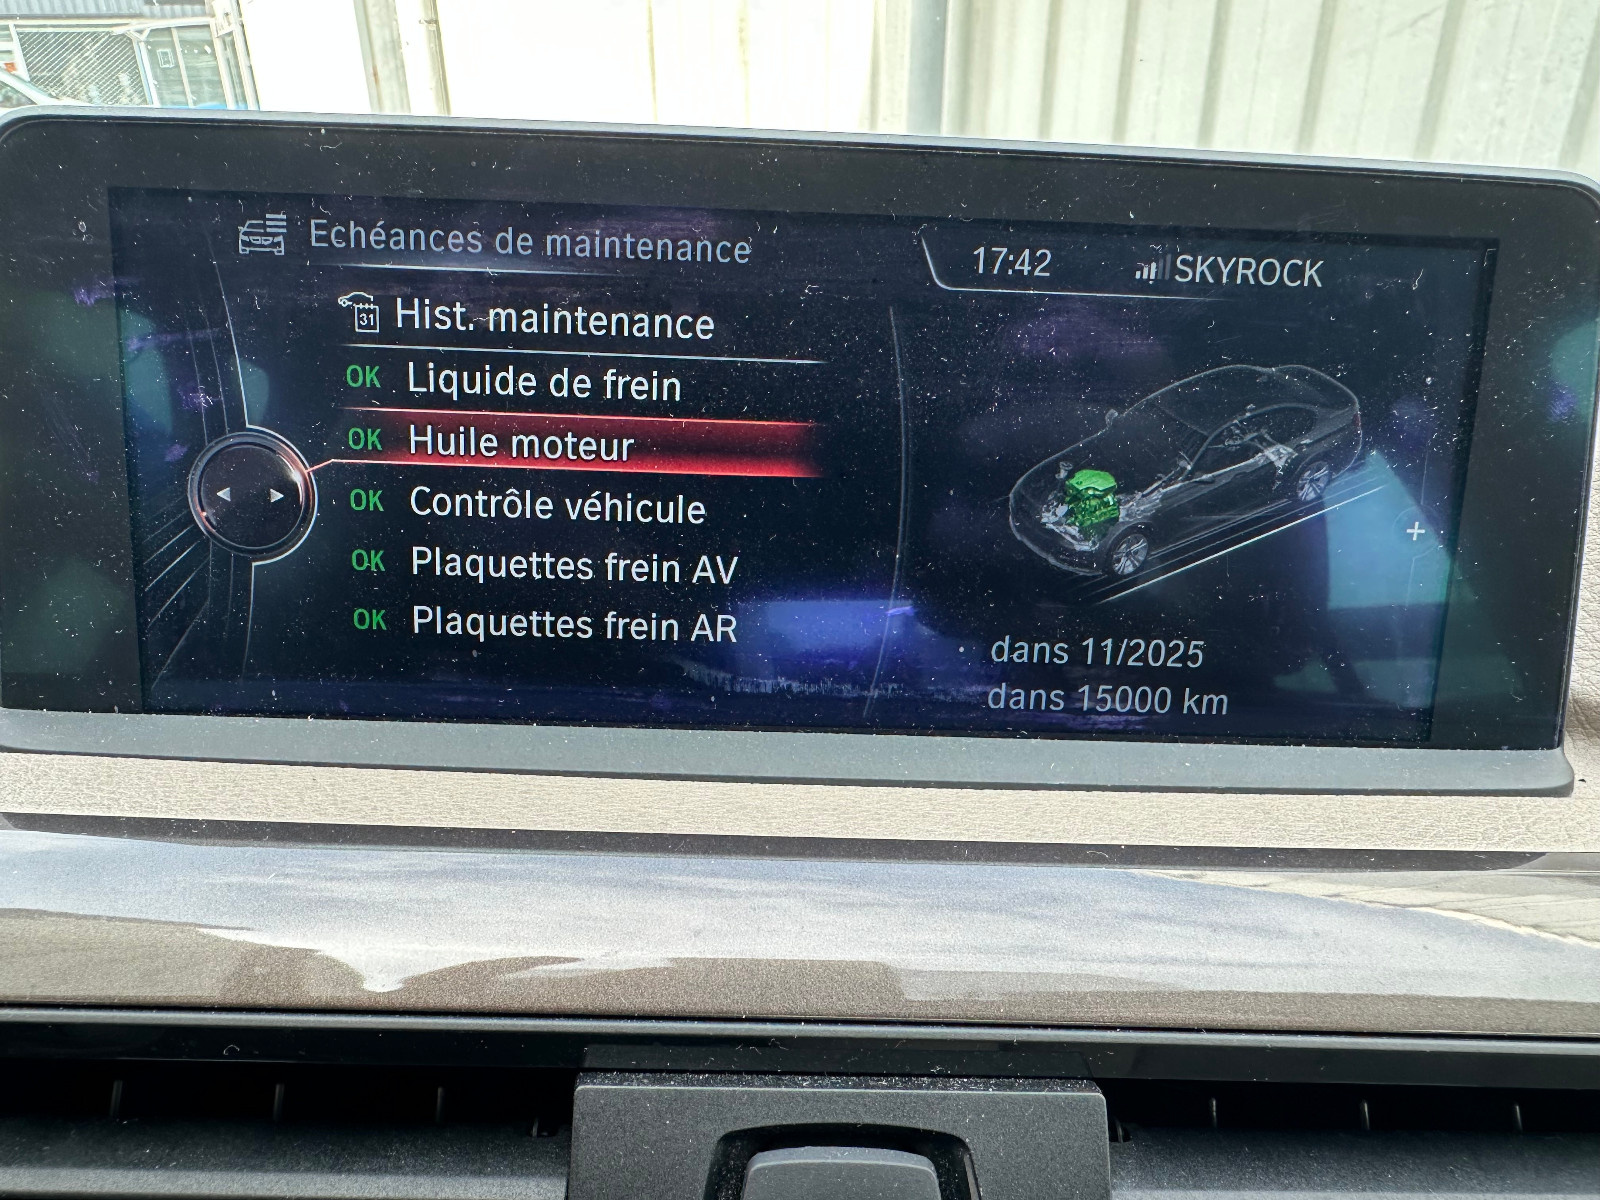 Echéances de maintenance
17:42
SKYROCK
31
Hist. maintenance
OK Liquide de frein
OK Huile moteur
OK Contrôle véhicule
OK Plaquettes frein AV
OK Plaquettes frein AR
dans 11/2025
dans 15000 km